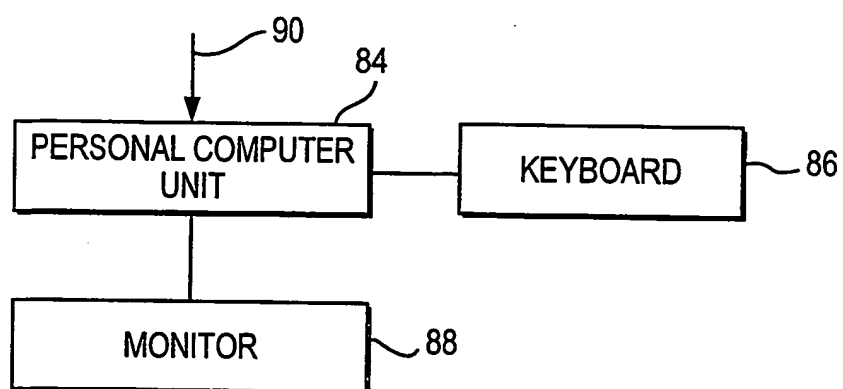 90
84
PERSONAL COMPUTER
UNIT
KEYBOARD
86
MONITOR
88